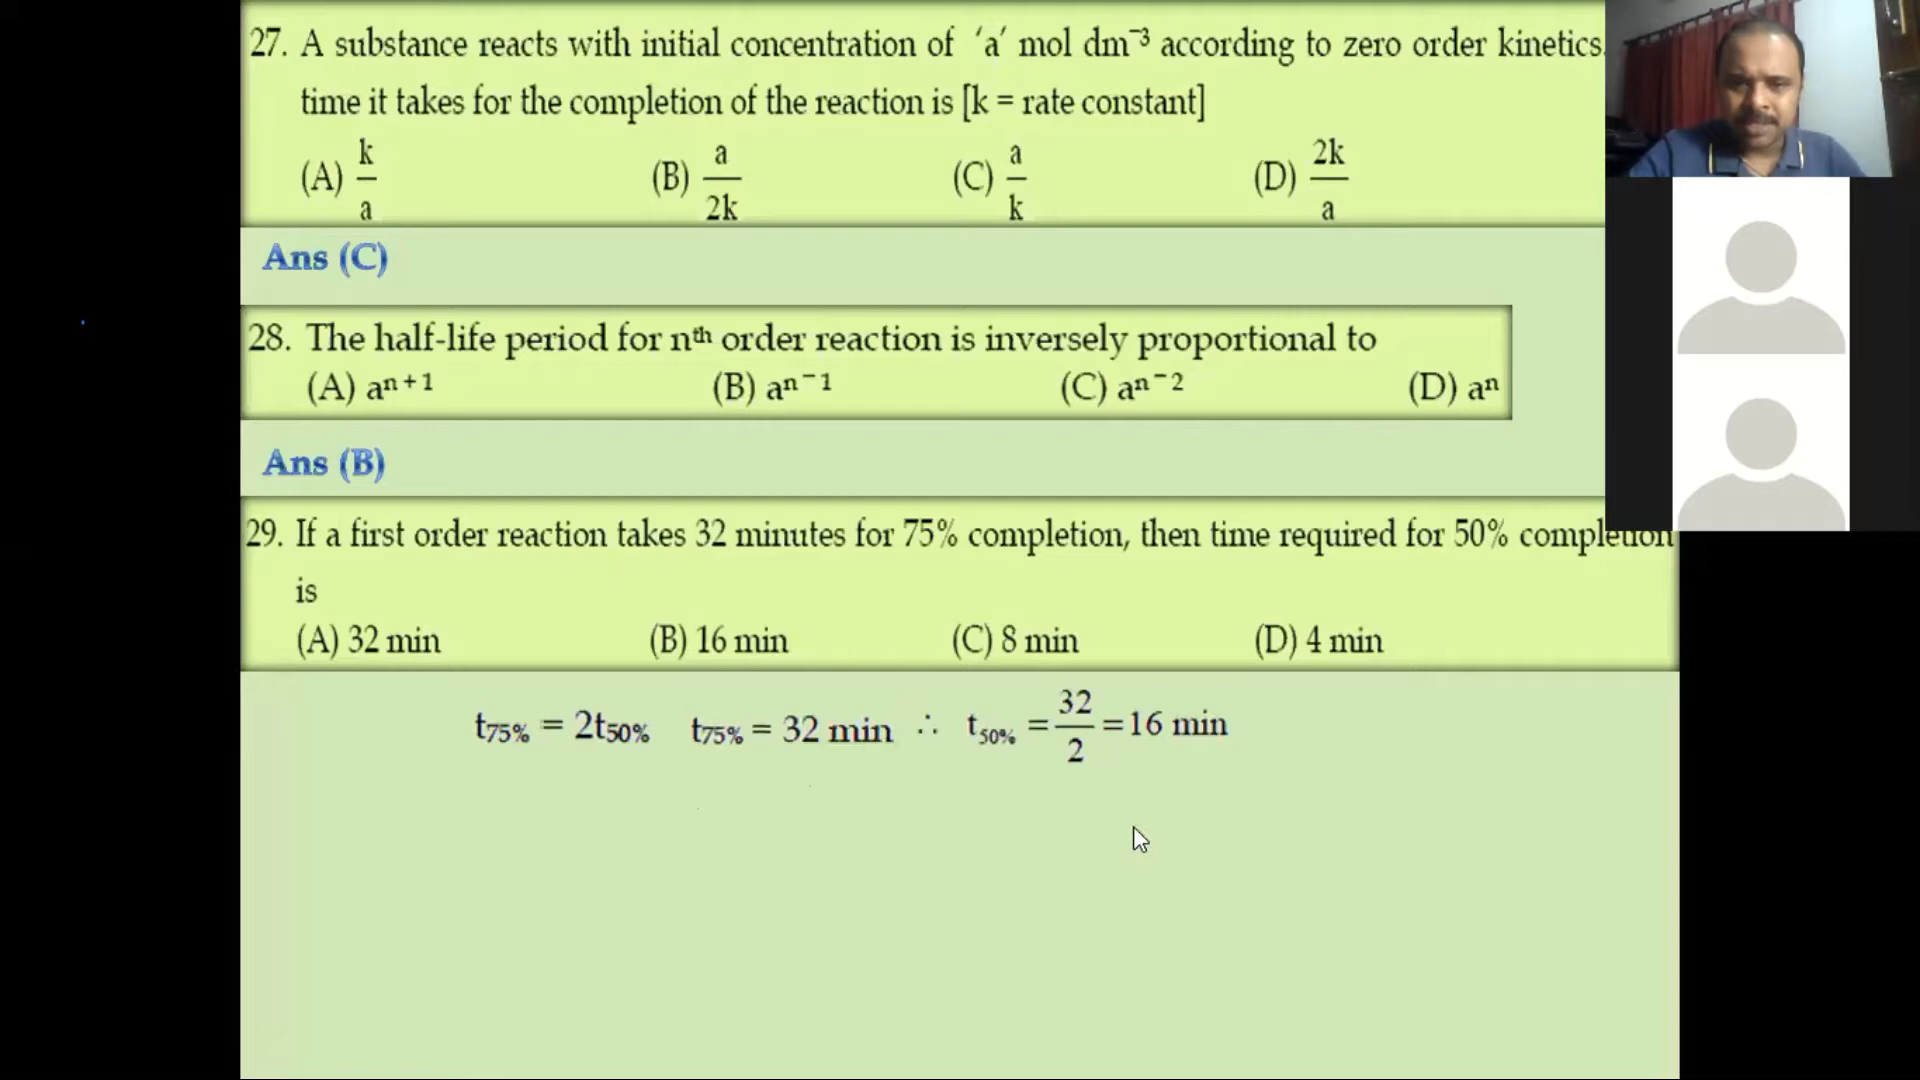 27. A substance reacts with initial concentration of ‘a’ mol dm⁻³ according to zero order kinetics.
time it takes for the completion of the reaction is [k = rate constant]
(A) k/a (B) a/2k (C) a/k (D) 2k/a
Ans (C)
28. The half-life period for nᵗʰ order reaction is inversely proportional to
(A) aⁿ⁺¹ (B) aⁿ⁻¹ (C) aⁿ⁻² (D) aⁿ
Ans (B)
29. If a first order reaction takes 32 minutes for 75% completion, then time required for 50% completion
is
(A) 32 min (B) 16 min (C) 8 min (D) 4 min
t75% = 2t50% t75% = 32 min ∴ t50% = 32/2 = 16 min